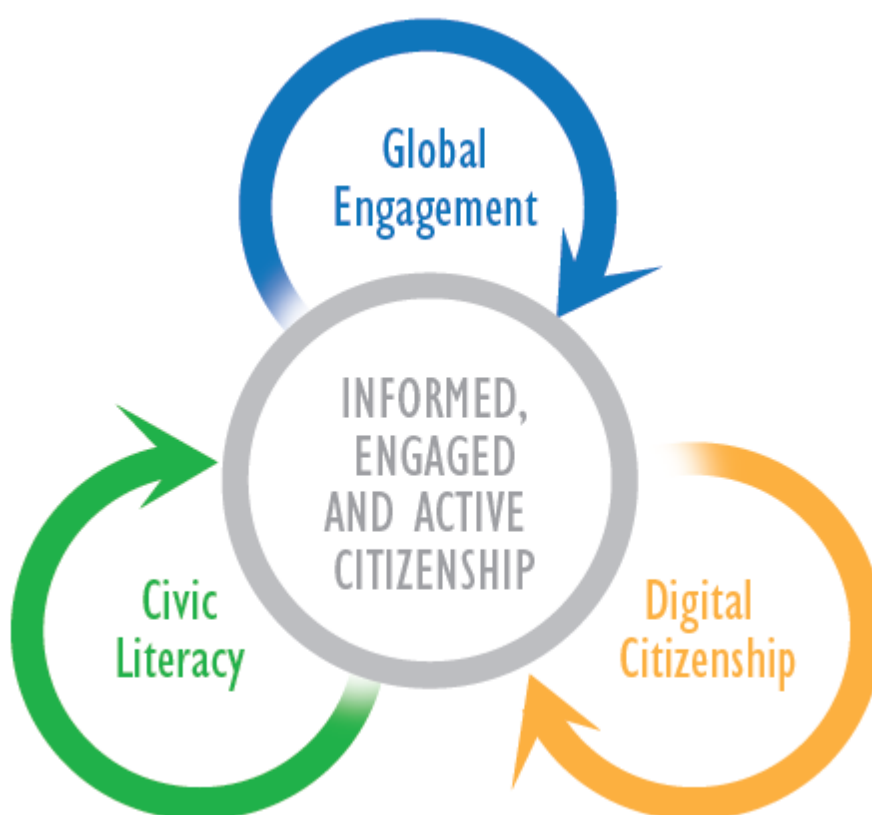 Global
Engagement
INFORMED,
ENGAGED
AND ACTIVE
CITIZENSHIP
Civic
Literacy
Digital
Citizenship